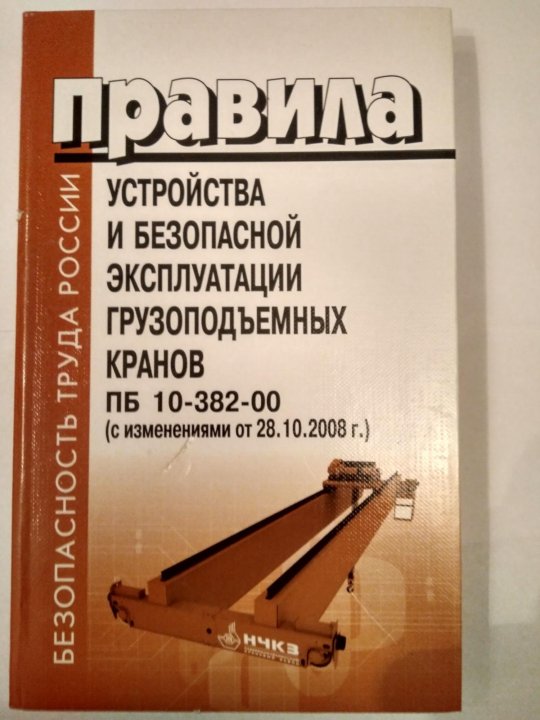 правила
УСТРОЙСТВА
И БЕЗОПАСНОЙ
ЭКСПЛУАТАЦИИ
ГРУЗОПОДЪЕМНЫХ
КРАНОВ
ПБ 10-382-00
(с изменениями от 28.10.2008 г.)
БЕЗОПАСНОСТЬ ТРУДА РОССИИ
НЧКЗ